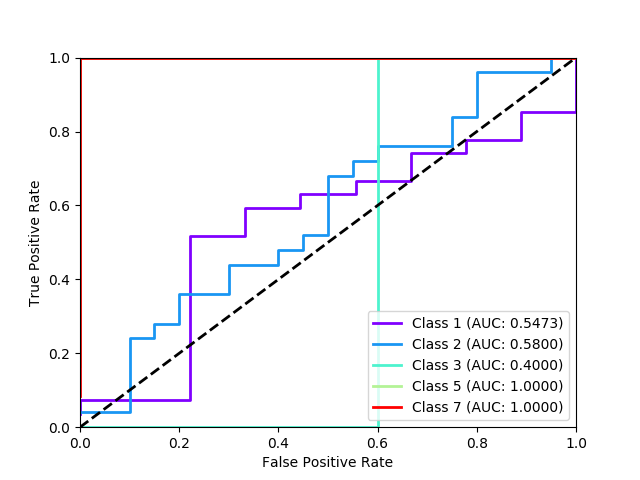 1.0
0.8
0.6
0.4
0.2
0.0
0.0 0.2 0.4 0.6 0.8 1.0
True Positive Rate
False Positive Rate
Class 1 (AUC: 0.5473)
Class 2 (AUC: 0.5800)
Class 3 (AUC: 0.4000)
Class 5 (AUC: 1.0000)
Class 7 (AUC: 1.0000)